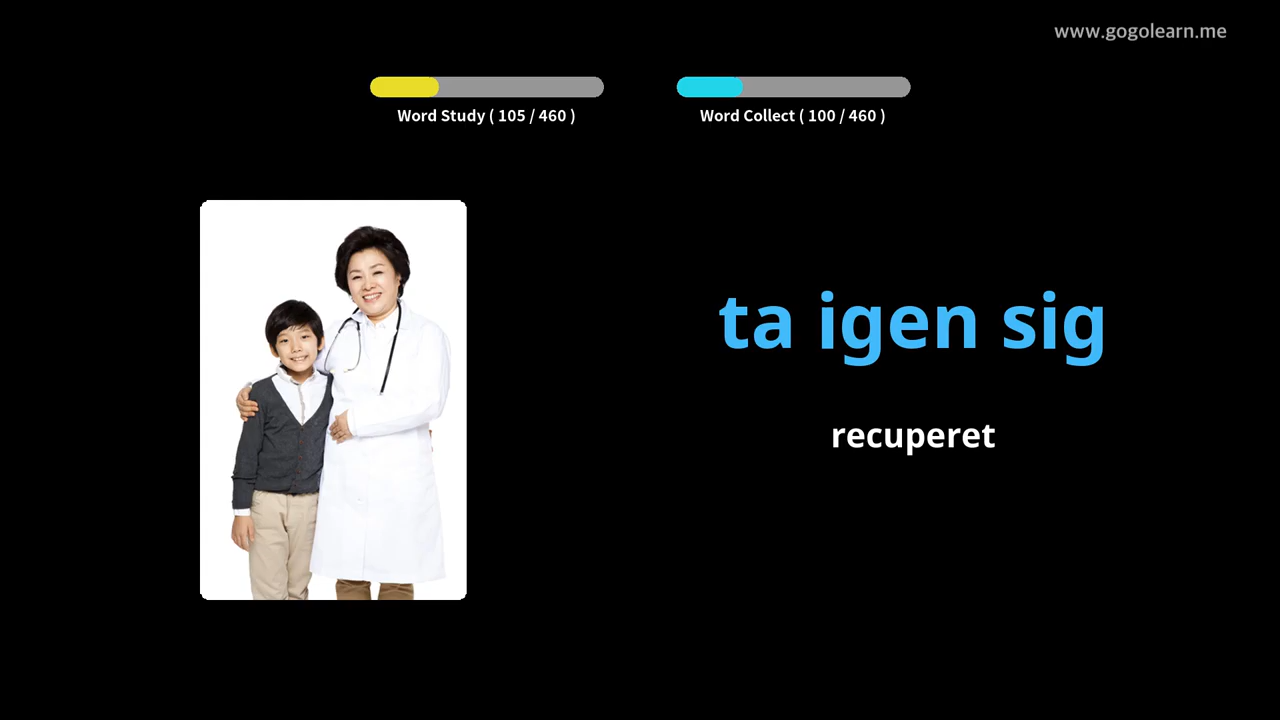 www.gogolearn.me
Word Study ( 105 / 460 )
Word Collect ( 100 / 460 )
ta igen sig
recuperet